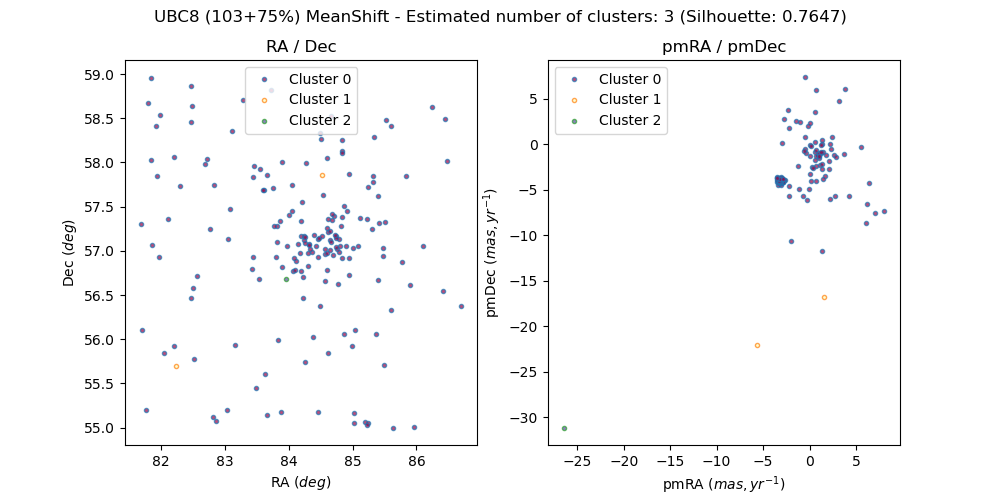 UBC8 (103+75%) MeanShift - Estimated number of clusters: 3 (Silhouette: 0.7647)
RA / Dec
pmRA / pmDec
Cluster 0
Cluster 1
Cluster 2
Cluster 0
Cluster 1
Cluster 2
59.0
58.5
58.0
57.5
57.0
56.5
56.0
55.5
55.0
Dec (deg)
82
83
84
85
86
RA (deg)
5
0
−5
−10
−15
−20
−25
−30
pmDec (mas, yr⁻¹)
−25
−20
−15
−10
−5
0
5
pmRA (mas, yr⁻¹)